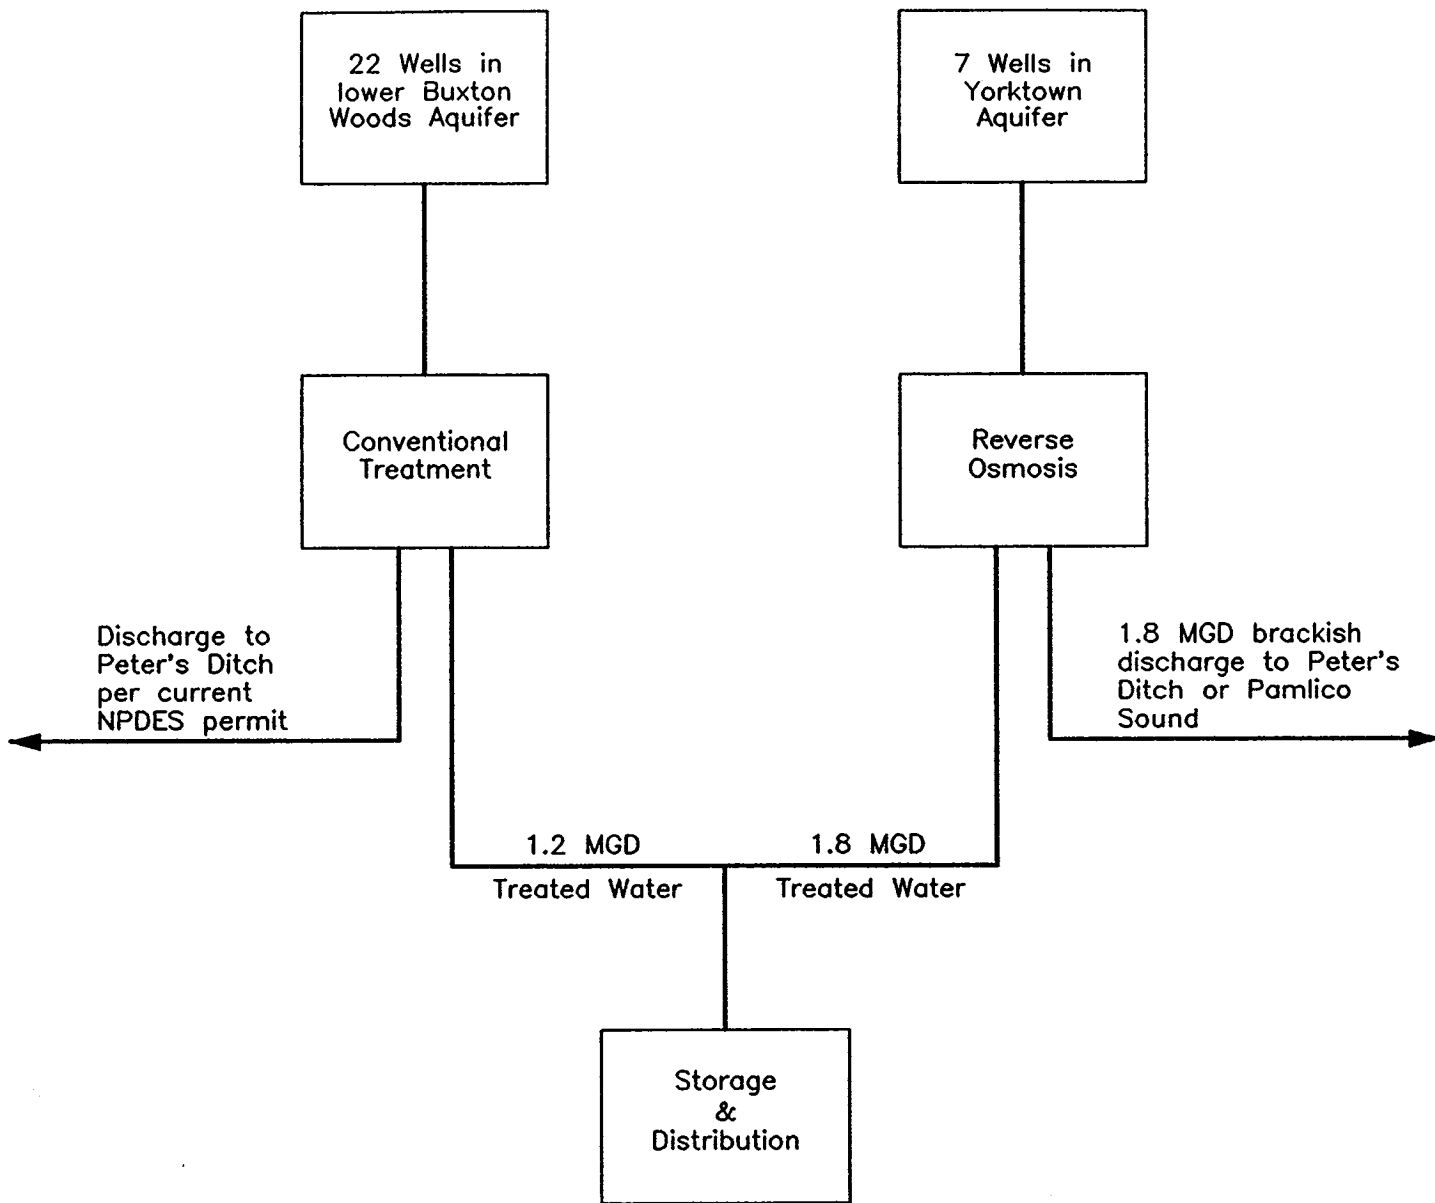 22 Wells in
lower Buxton
Woods Aquifer
7 Wells in
Yorktown
Aquifer
Conventional
Treatment
Reverse
Osmosis
Discharge to
Peter's Ditch
per current
NPDES permit
1.8 MGD brackish
discharge to Peter's
Ditch or Pamlico
Sound
1.2 MGD
Treated Water
1.8 MGD
Treated Water
Storage
&
Distribution